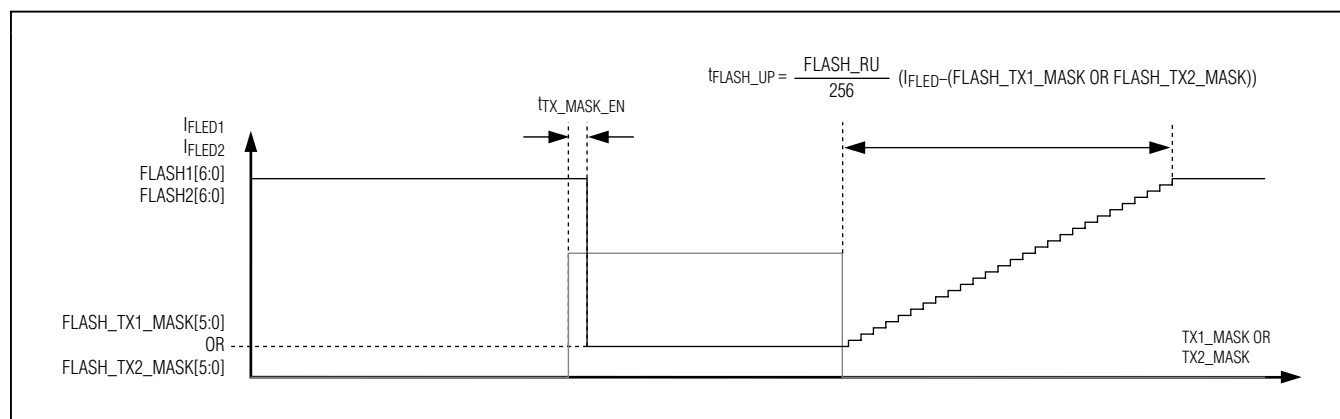 tFLASH_UP = FLASH_RU / 256 (IFLED–(FLASH_TX1_MASK OR FLASH_TX2_MASK))
tTX_MASK_EN
IFLED1
IFLED2
FLASH1[6:0]
FLASH2[6:0]
FLASH_TX1_MASK[5:0]
OR
FLASH_TX2_MASK[5:0]
TX1_MASK OR
TX2_MASK